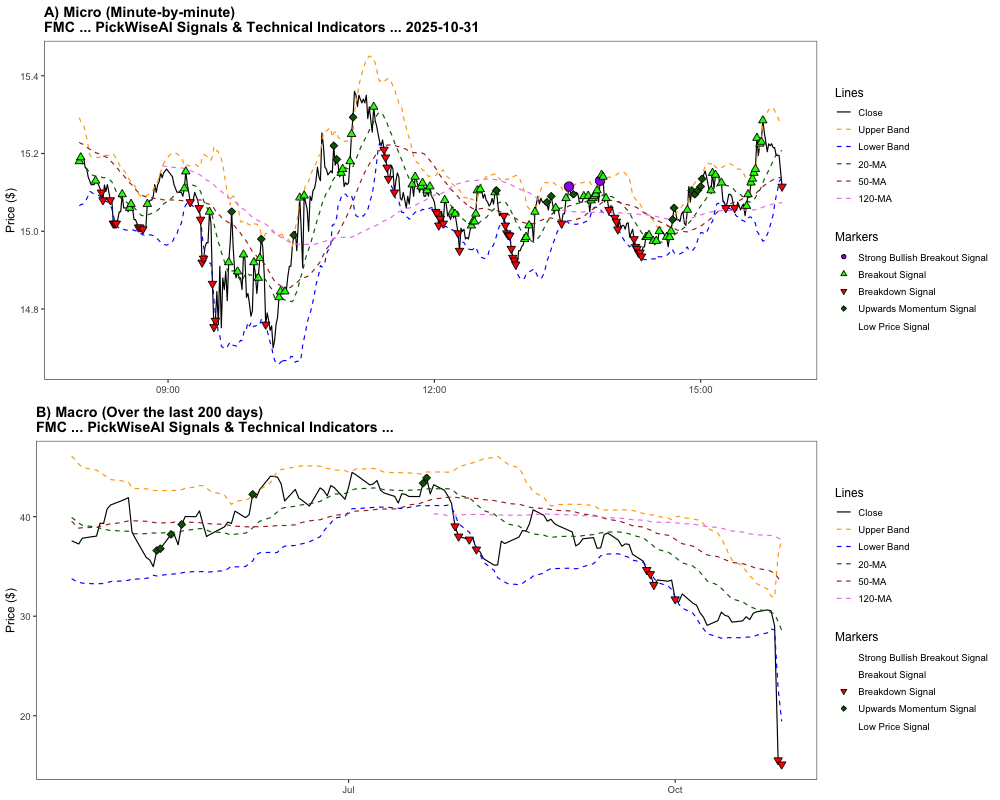 A) Micro (Minute-by-minute)
FMC ... PickWiseAI Signals & Technical Indicators ... 2025-10-31
Price ($)
15.4
15.2
15.0
14.8
09:00
12:00
15:00
Lines
Close
Upper Band
Lower Band
20-MA
50-MA
120-MA
Markers
Strong Bullish Breakout Signal
Breakout Signal
Breakdown Signal
Upwards Momentum Signal
Low Price Signal
B) Macro (Over the last 200 days)
FMC ... PickWiseAI Signals & Technical Indicators ...
Price ($)
40
30
20
Jul
Oct
Lines
Close
Upper Band
Lower Band
20-MA
50-MA
120-MA
Markers
Strong Bullish Breakout Signal
Breakout Signal
Breakdown Signal
Upwards Momentum Signal
Low Price Signal